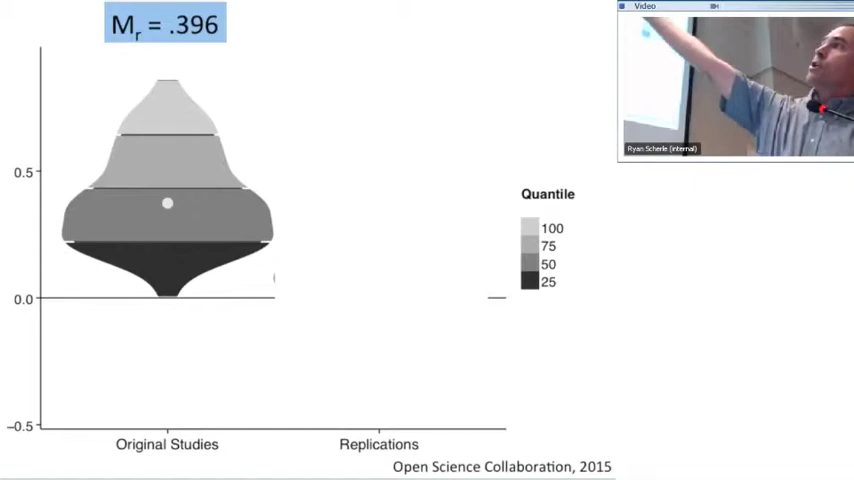 M_r = .396
Video
Ryan Scherle (internal)
0.5
0.0
−0.5
Quantile
100
75
50
25
Original Studies
Replications
Open Science Collaboration, 2015